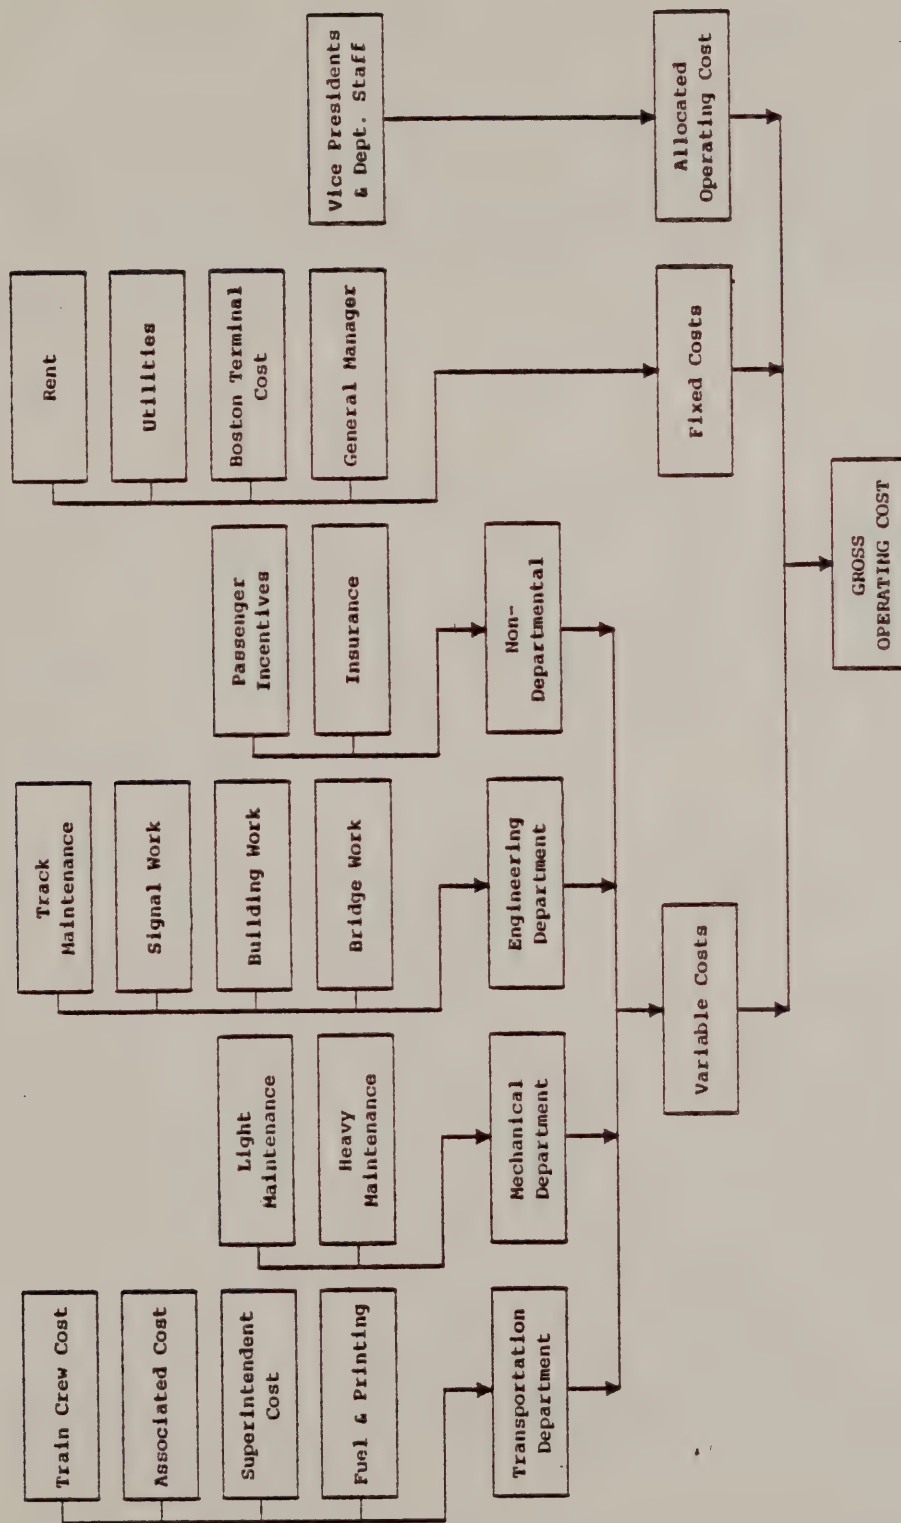 Train Crew Cost
Associated Cost
Superintendent
Cost
Fuel & Printing
Transportation
Department
Light
Maintenance
Heavy
Maintenance
Mechanical
Department
Track
Maintenance
Signal Work
Building Work
Bridge Work
Engineering
Department
Passenger
Incentives
Insurance
Non-
Departmental
Variable Costs
Rent
Utilities
Boston Terminal
Cost
General Manager
Fixed Costs
Vice Presidents
& Dept. Staff
Allocated
Operating Cost
GROSS
OPERATING COST